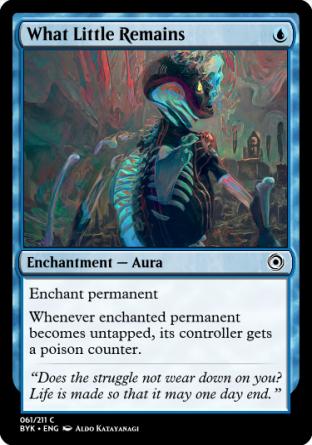 What Little Remains
Enchantment — Aura
Enchant permanent
Whenever enchanted permanent
becomes untapped, its controller gets
a poison counter.
“Does the struggle not wear down on you?
Life is made so that it may one day end.”
061/211 C
BYK • ENG Aldo Katayanagi